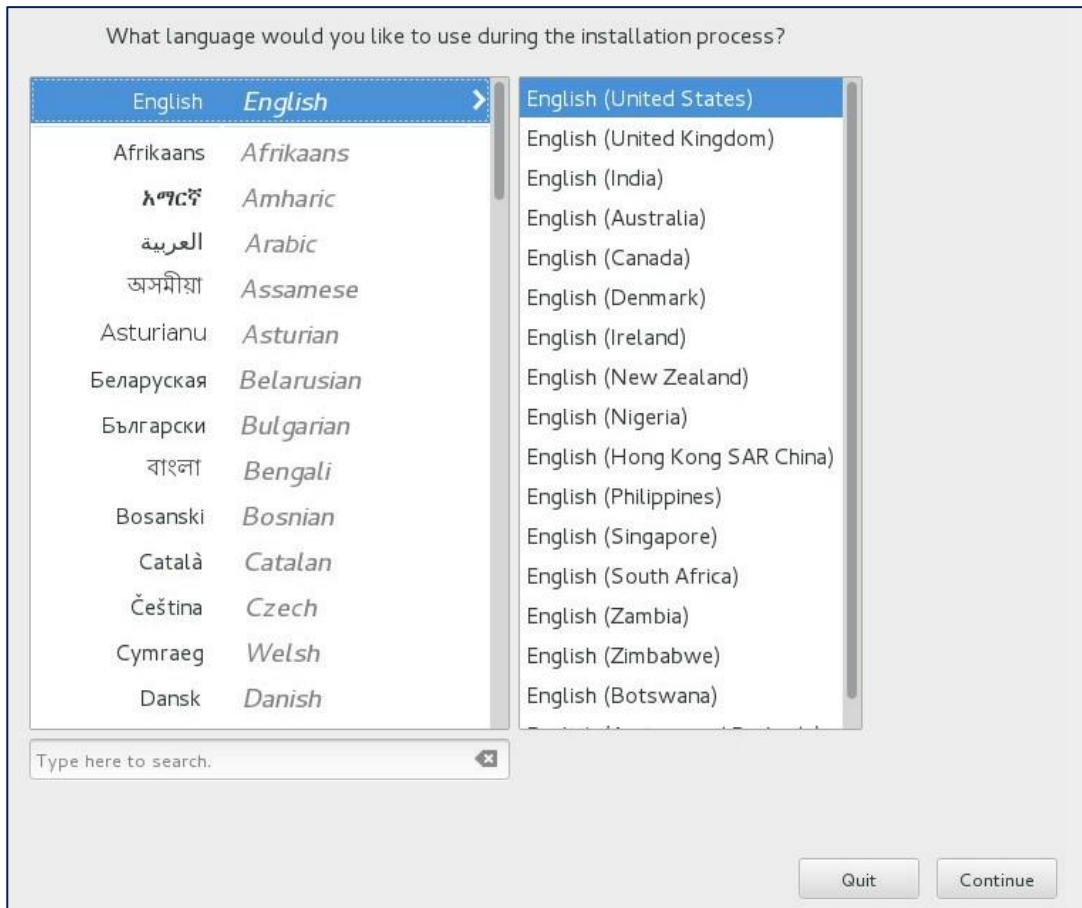 What language would you like to use during the installation process?
English English
Afrikaans Afrikaans
አማርኛ Amharic
العربية Arabic
অসমীয়া Assamese
Asturianu Asturian
Беларуская Belarusian
Български Bulgarian
বাংলা Bengali
Bosanski Bosnian
Català Catalan
Čeština Czech
Cymraeg Welsh
Dansk Danish
Type here to search.
English (United States)
English (United Kingdom)
English (India)
English (Australia)
English (Canada)
English (Denmark)
English (Ireland)
English (New Zealand)
English (Nigeria)
English (Hong Kong SAR China)
English (Philippines)
English (Singapore)
English (South Africa)
English (Zambia)
English (Zimbabwe)
English (Botswana)
Quit
Continue